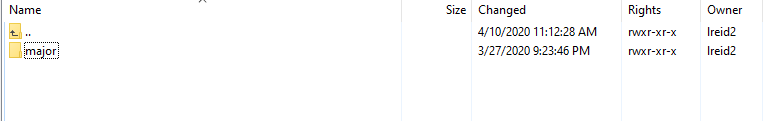 Name Size Changed Rights Owner
.. 4/10/2020 11:12:28 AM rwxr-xr-x lreid2
major 3/27/2020 9:23:46 PM rwxr-xr-x lreid2